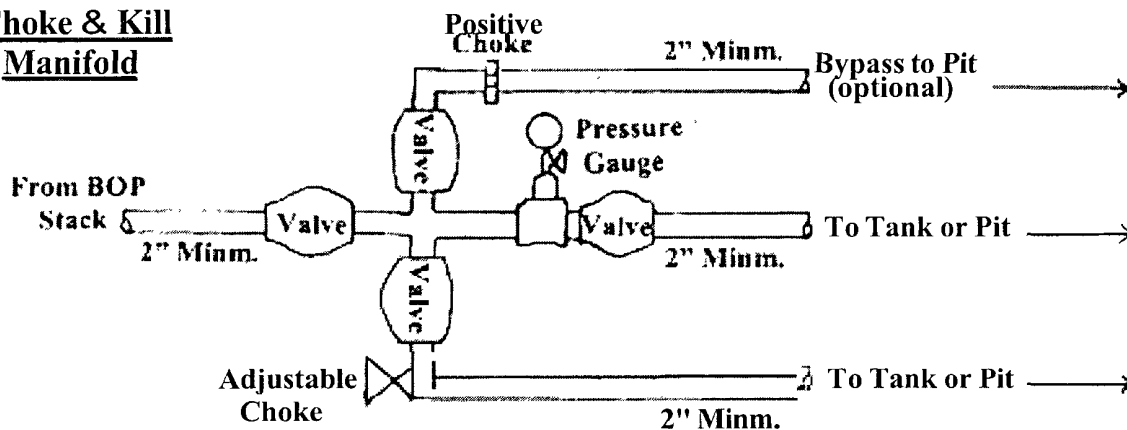 hoke & Kill
Manifold
Positive
Choke
2" Minm.
Bypass to Pit
(optional)
Valve
Pressure
Gauge
From BOP
Stack
Valve
Valve
To Tank or Pit
2" Minm.
2" Minm.
Valve
Adjustable
Choke
To Tank or Pit
2" Minm.